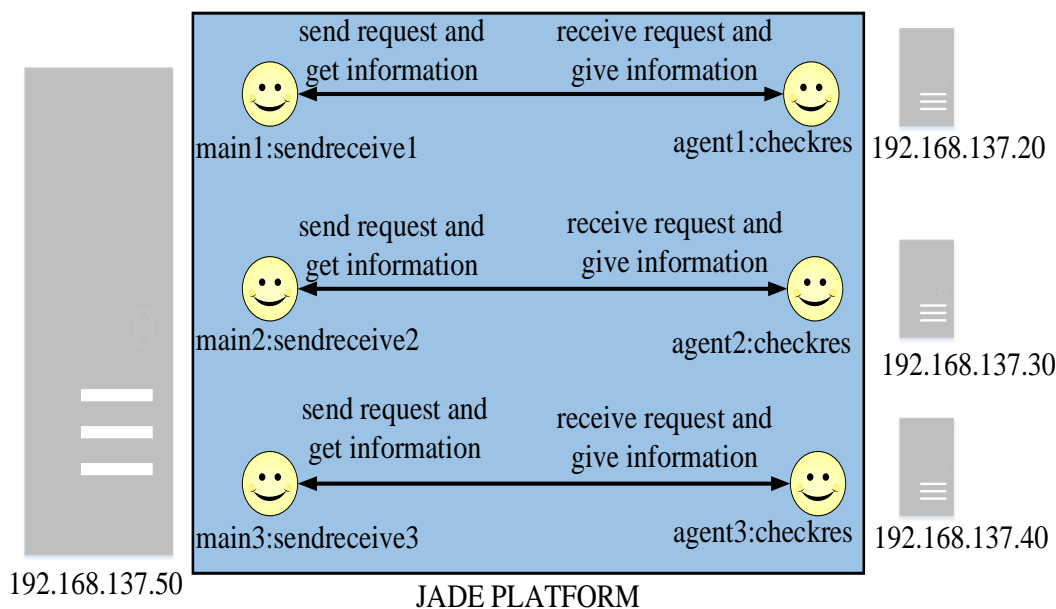 send request and
get information
receive request and
give information
main1:sendreceive1
agent1:checkres
192.168.137.20
send request and
get information
receive request and
give information
main2:sendreceive2
agent2:checkres
192.168.137.30
send request and
get information
receive request and
give information
main3:sendreceive3
agent3:checkres
192.168.137.40
192.168.137.50
JADE PLATFORM